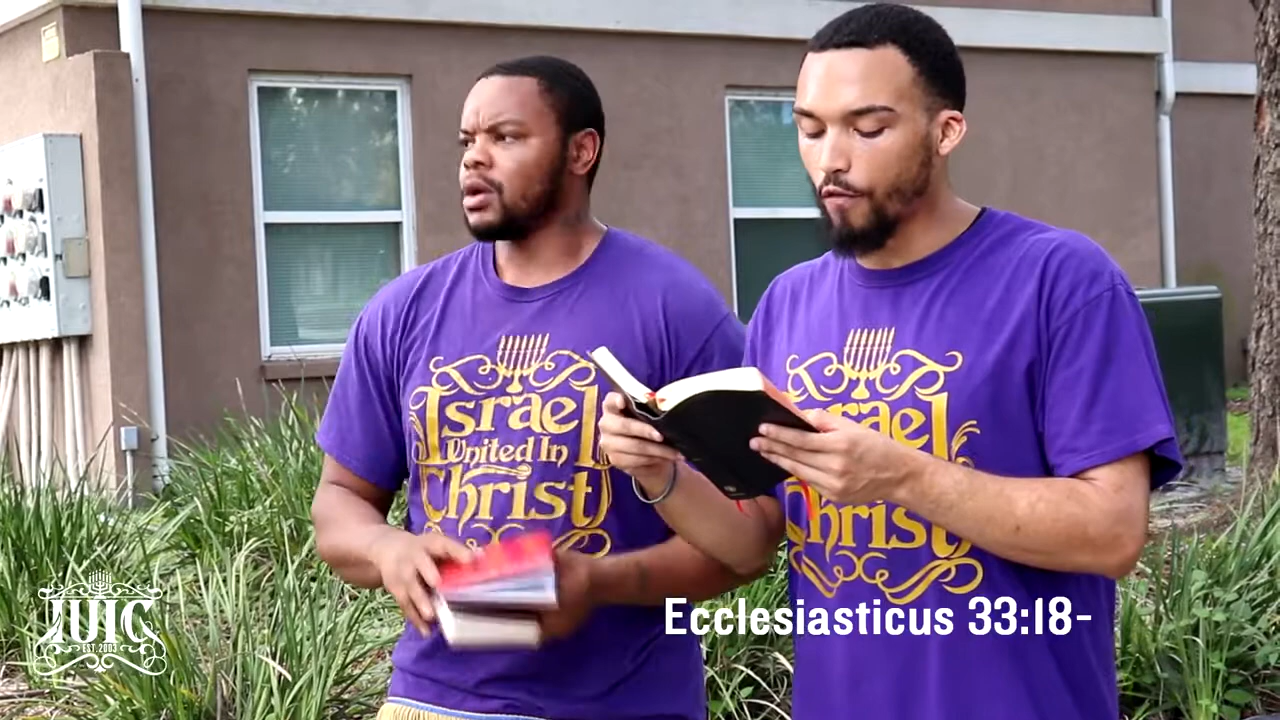 Israel
United In
Christ
Israel
Christ
IUIC
EST. 2003
Ecclesiasticus 33:18-